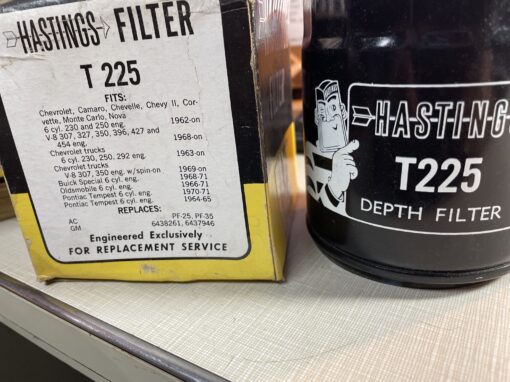 HASTINGS FILTER
T 225
FITS:
Chevrolet, Camaro, Chevelle, Chevy II, Cor-
vette, Monte Carlo, Nova
6 cyl. 230 and 250 eng. 1962-on
V-8 307, 327, 350, 396, 427 and
454 eng. 1968-on
Chevrolet trucks
6 cyl. 230, 250, 292 eng. 1963-on
Chevrolet trucks
V-8 307, 350 eng. w/spin-on 1969-on
Buick Special 6 cyl. eng. 1968-71
Oldsmobile 6 cyl. eng. 1966-71
Pontiac Tempest 6 cyl. eng. 1970-71
Pontiac Tempest 6 cyl. eng. 1964-65
REPLACES:
AC PF-25, PF-35
GM 6438261, 6437946
Engineered Exclusively
FOR REPLACEMENT SERVICE
HASTING
T225
DEPTH FILTER